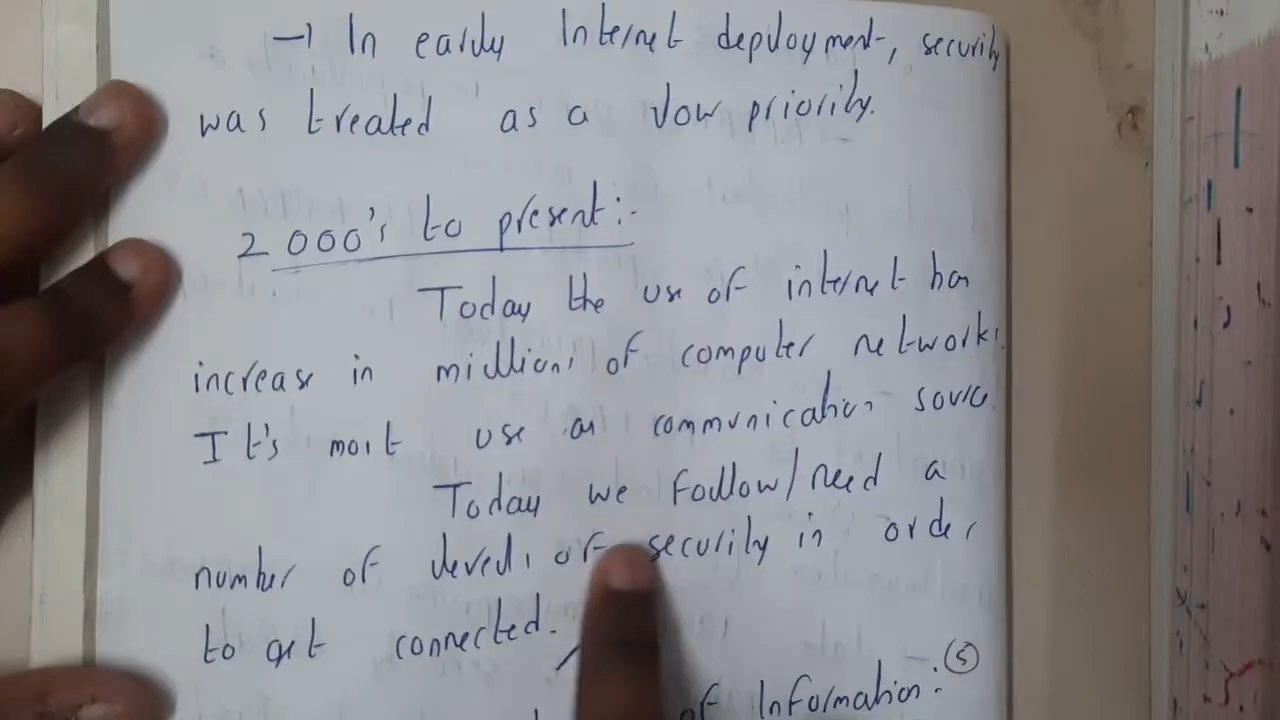 → In early Internet deployment, security
was treated as a low priority.
2000's to present:-
Today the use of internet has
increase in millions of computer networks.
It's most use as communication source.
Today we follow/need a
number of levels of security in order
to get connected.
of Information: (5)